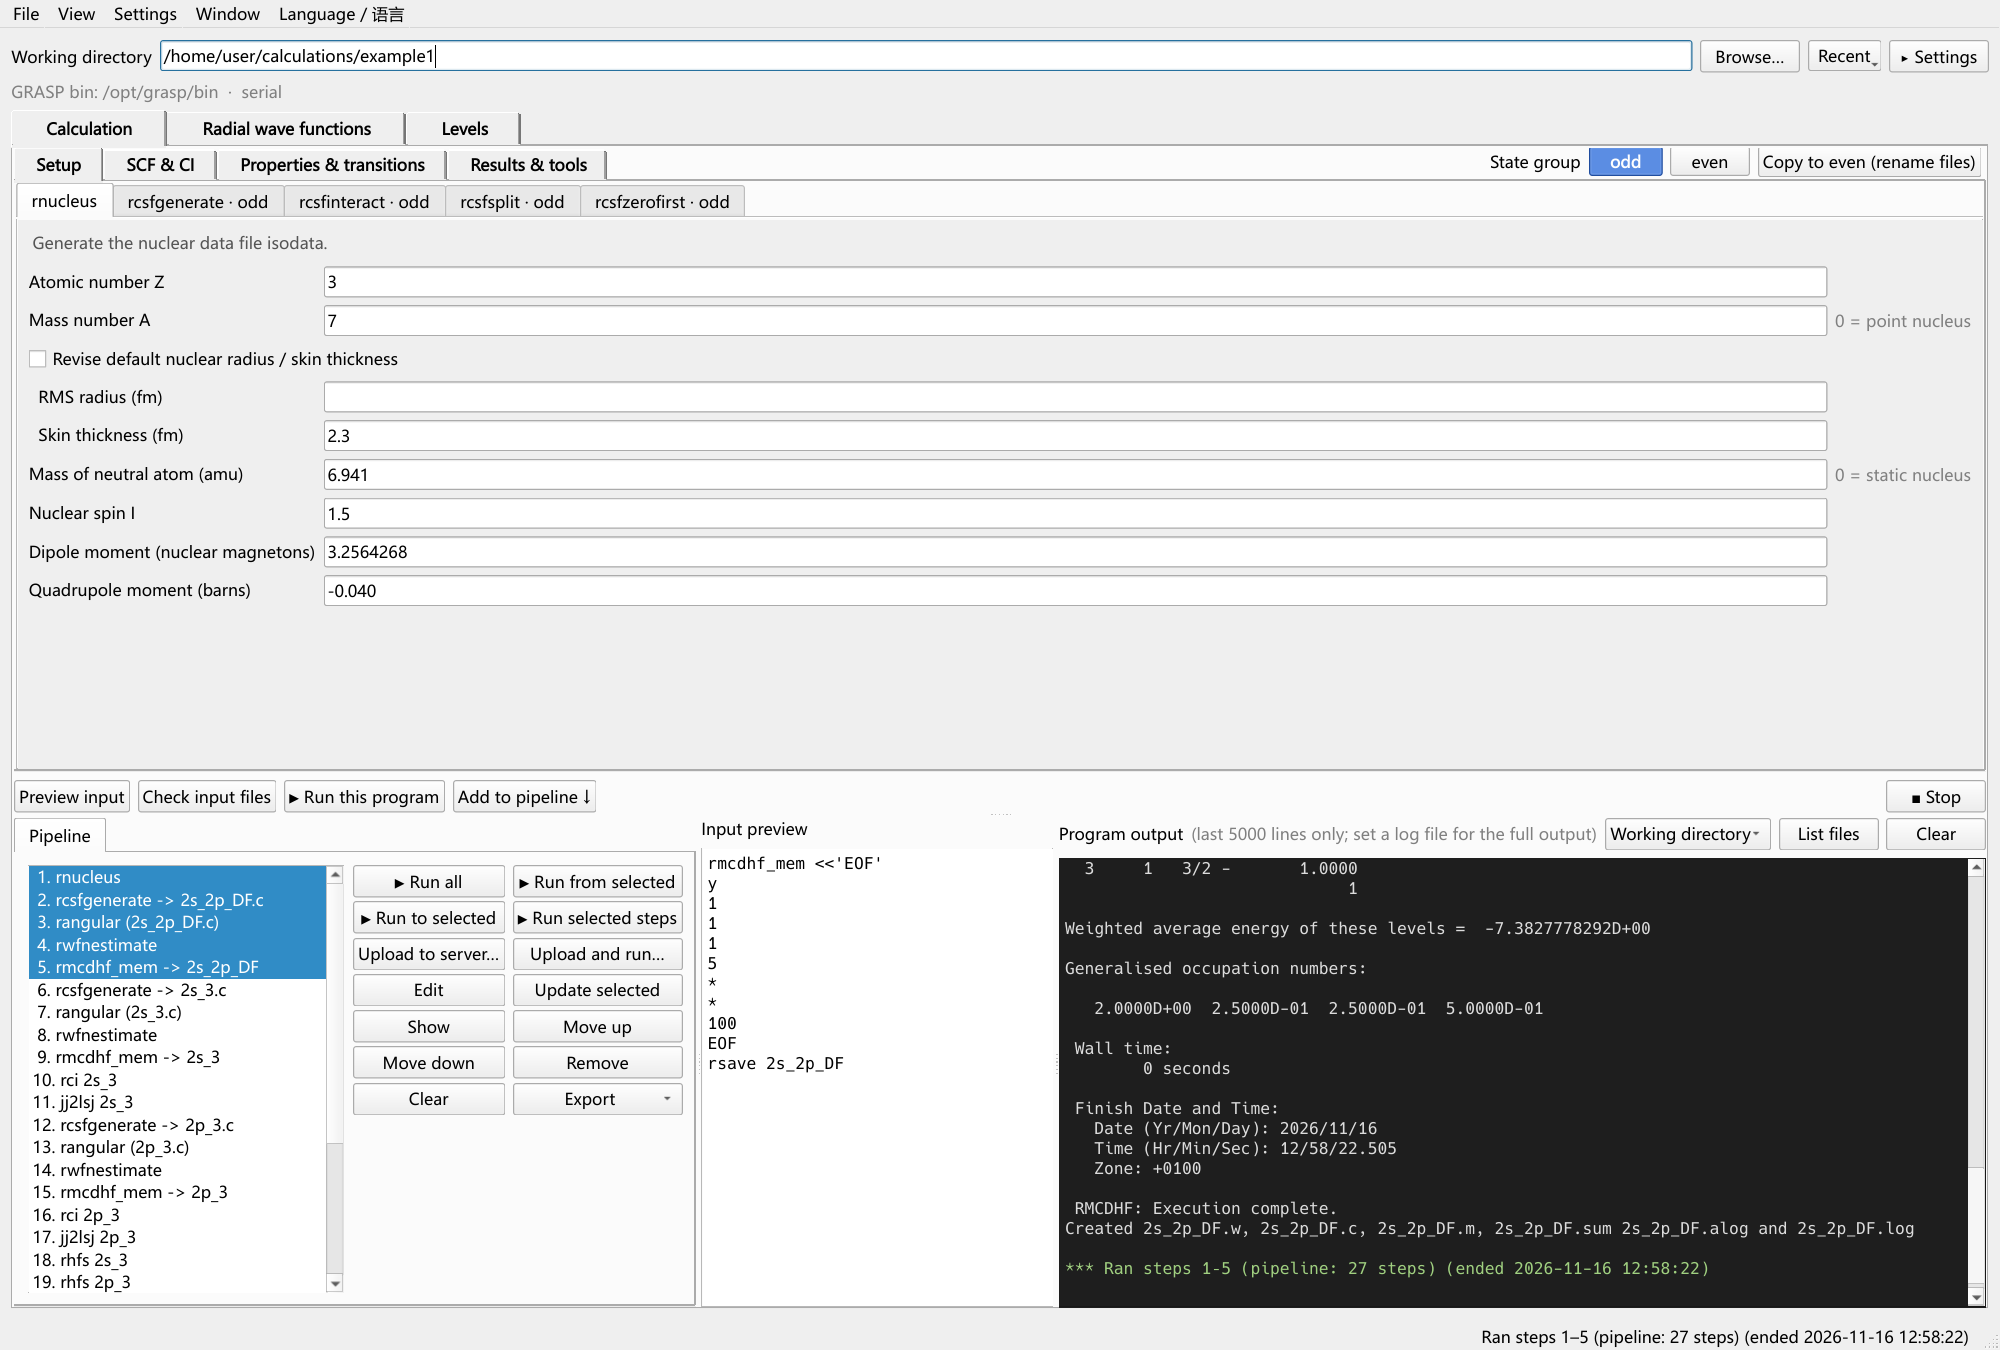 File View Settings Window Language / 语言
Working directory /home/user/calculations/example1 Browse... Recent ▸ Settings
GRASP bin: /opt/grasp/bin · serial
Calculation Radial wave functions Levels
Setup SCF & CI Properties & transitions Results & tools State group odd even Copy to even (rename files)
rnucleus rcsfgenerate · odd rcsfinteract · odd rcsfsplit · odd rcsfzerofirst · odd
Generate the nuclear data file isodata.
Atomic number Z 3
Mass number A 7 0 = point nucleus
Revise default nuclear radius / skin thickness
RMS radius (fm)
Skin thickness (fm) 2.3
Mass of neutral atom (amu) 6.941 0 = static nucleus
Nuclear spin I 1.5
Dipole moment (nuclear magnetons) 3.2564268
Quadrupole moment (barns) -0.040
Preview input Check input files ▸ Run this program Add to pipeline ↓ ■ Stop
Pipeline
1. rnucleus
2. rcsfgenerate -> 2s_2p_DF.c
3. rangular (2s_2p_DF.c)
4. rwfnestimate
5. rmcdhf_mem -> 2s_2p_DF
6. rcsfgenerate -> 2s_3.c
7. rangular (2s_3.c)
8. rwfnestimate
9. rmcdhf_mem -> 2s_3
10. rci 2s_3
11. jj2lsj 2s_3
12. rcsfgenerate -> 2p_3.c
13. rangular (2p_3.c)
14. rwfnestimate
15. rmcdhf_mem -> 2p_3
16. rci 2p_3
17. jj2lsj 2p_3
18. rhfs 2s_3
19. rhfs 2p_3
▸ Run all ▸ Run from selected
▸ Run to selected ▸ Run selected steps
Upload to server... Upload and run...
Edit Update selected
Show Move up
Move down Remove
Clear Export
Input preview
rmcdhf_mem <<'EOF'
y
1
1
1
5
*
*
100
EOF
rsave 2s_2p_DF
Program output (last 5000 lines only; set a log file for the full output) Working directory List files Clear
3 1 3/2 - 1.0000
1
Weighted average energy of these levels = -7.3827778292D+00
Generalised occupation numbers:
2.0000D+00 2.5000D-01 2.5000D-01 5.0000D-01
Wall time:
0 seconds
Finish Date and Time:
Date (Yr/Mon/Day): 2026/11/16
Time (Hr/Min/Sec): 12/58/22.505
Zone: +0100
RMCDHF: Execution complete.
Created 2s_2p_DF.w, 2s_2p_DF.c, 2s_2p_DF.m, 2s_2p_DF.sum 2s_2p_DF.alog and 2s_2p_DF.log
*** Ran steps 1-5 (pipeline: 27 steps) (ended 2026-11-16 12:58:22)
Ran steps 1–5 (pipeline: 27 steps) (ended 2026-11-16 12:58:22)